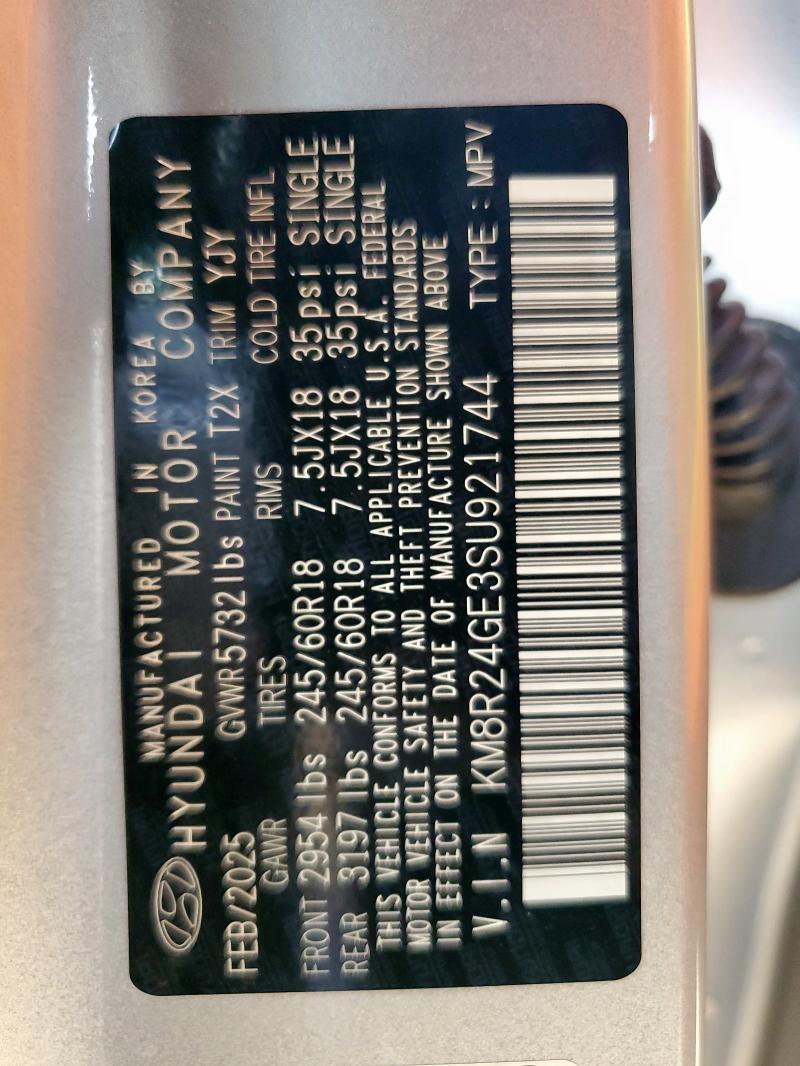 MANUFACTURED IN KOREA BY
HYUNDAI MOTOR COMPANY
FEB/2025 GVWR5732lbs PAINT T2X TRIM YJY
GAWR TIRES RIMS COLD TIRE INFL
FRONT 2954 lbs 245/60R18 7.5JX18 35psi SINGLE
REAR 3197 lbs 245/60R18 7.5JX18 35psi SINGLE
THIS VEHICLE CONFORMS TO ALL APPLICABLE U.S.A. FEDERAL
MOTOR VEHICLE SAFETY AND THEFT PREVENTION STANDARDS
IN EFFECT ON THE DATE OF MANUFACTURE SHOWN ABOVE
V.I.N KM8R24GE3SU921744 TYPE : MPV